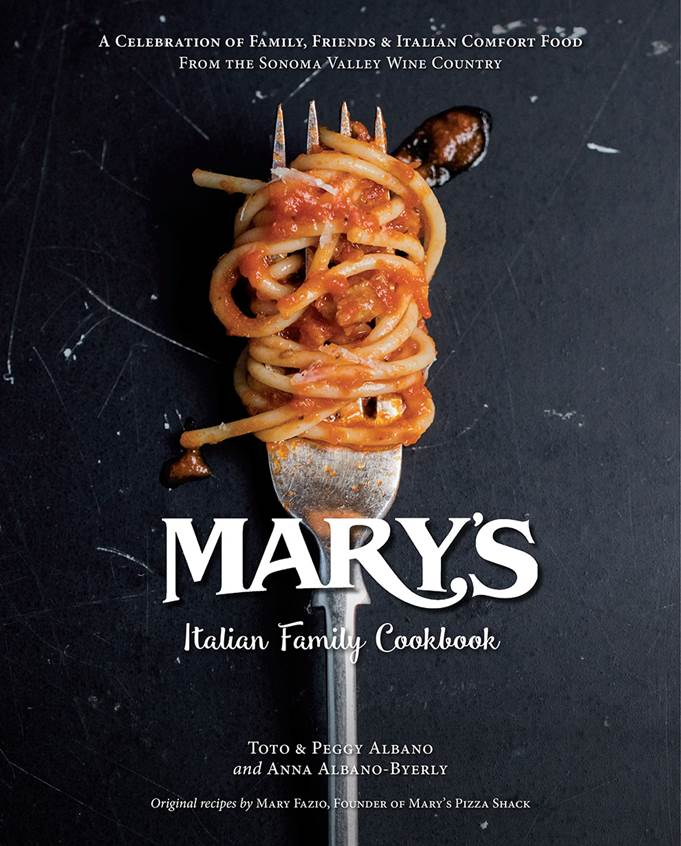 A Celebration of Family, Friends & Italian Comfort Food
From the Sonoma Valley Wine Country
MARY'S
Italian Family Cookbook
Toto & Peggy Albano
and Anna Albano-Byerly
Original recipes by Mary Fazio, Founder of Mary's Pizza Shack